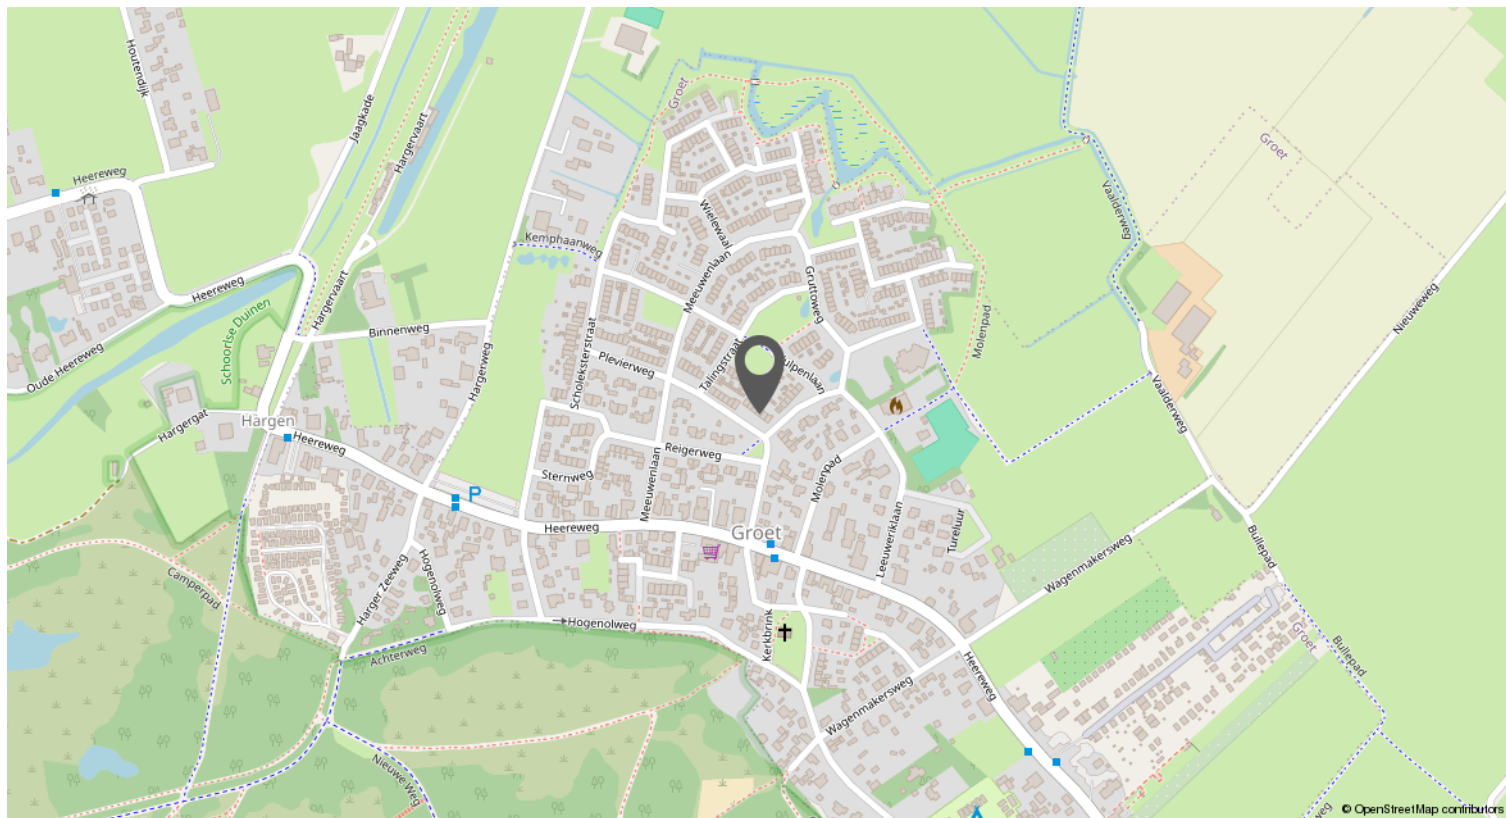 Houtendijk
Jaagkade
Hargervaart
Groet
Groet
Heereweg
Vaalderweg
Wielewaal
Kemphaanweg
Meeuwenlaan
Gruttoweg
Heereweg
Hargervaart
Schoorlse Duinen
Nieuweweg
Binnenweg
Molenpad
Scholeksterstraat
Hargerweg
Oude Heereweg
Plevierweg
Talingstraat
ulpenlaan
Vaalderweg
Hargergat
Hargen
Heereweg
Reigerweg
Sternweg
Molenpad
Meeuwenlaan
P
Heereweg
Groet
Leeuweriklaan
Tureluur
Bullepad
Wagenmakersweg
Camperpad
Harger Zeeweg
Hogenolweg
Hogenolweg
Kerkbrink
Groet
Bullepad
Achterweg
Heereweg
Wagenmakersweg
Nieuwe Weg
weg
© OpenStreetMap contributors